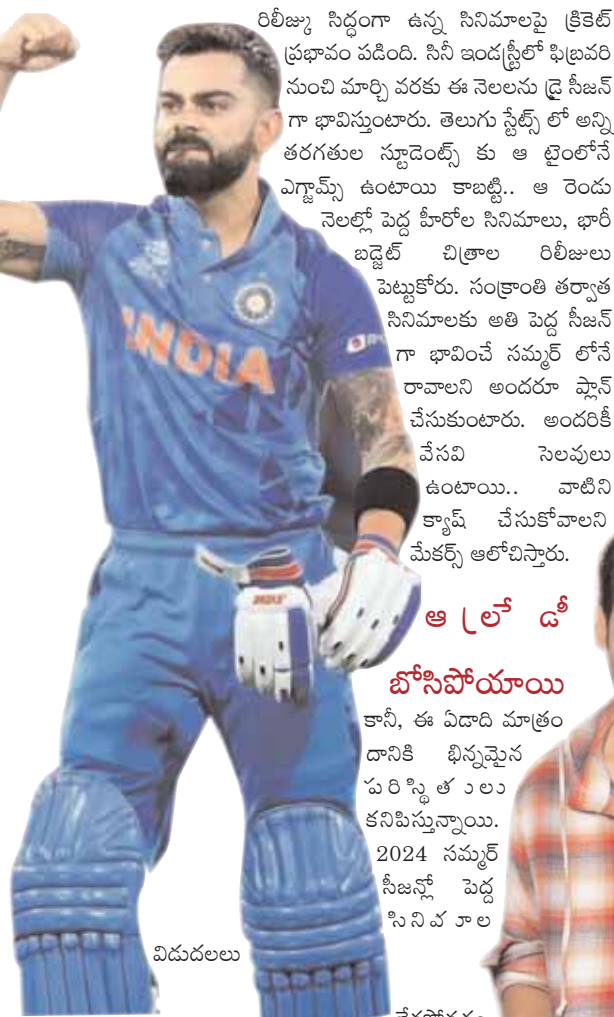 రిలీజ్కు సిద్ధంగా ఉన్న సినిమాలపై క్రికెట్
ప్రభావం పడింది. సినీ ఇండస్ట్రీలో ఫిబ్రవరి
నుంచి మార్చి వరకు ఈ నెలలను డ్రై సీజన్
గా భావిస్తుంటారు. తెలుగు స్టేట్స్ లో అన్ని
తరగతుల స్టూడెంట్స్ కు ఆ టైంలోనే
ఎగ్జామ్స్ ఉంటాయి కాబట్టి.. ఆ రెండు
నెలల్లో పెద్ద హీరోల సినిమాలు, భారీ
బడ్జెట్ చిత్రాల రిలీజులు
పెట్టుకోరు. సంక్రాంతి తర్వాత
సినిమాలకు అతి పెద్ద సీజన్
గా భావించే సమ్మర్ లోనే
రావాలని అందరూ ప్లాన్
చేసుకుంటారు. అందరికీ
వేసవి సెలవులు
ఉంటాయి.. వాటిని
క్యాష్ చేసుకోవాలని
మేకర్స్ ఆలోచిస్తారు.
ఆల్రేడీ
బోసిపోయాయి
కానీ, ఈ ఏడాది మాత్రం
దానికి భిన్నమైన
పరిస్థితులు
కనిపిస్తున్నాయి.
2024 సమ్మర్
సీజన్లో పెద్ద
సినిమాల
విడుదలలు
INDIA